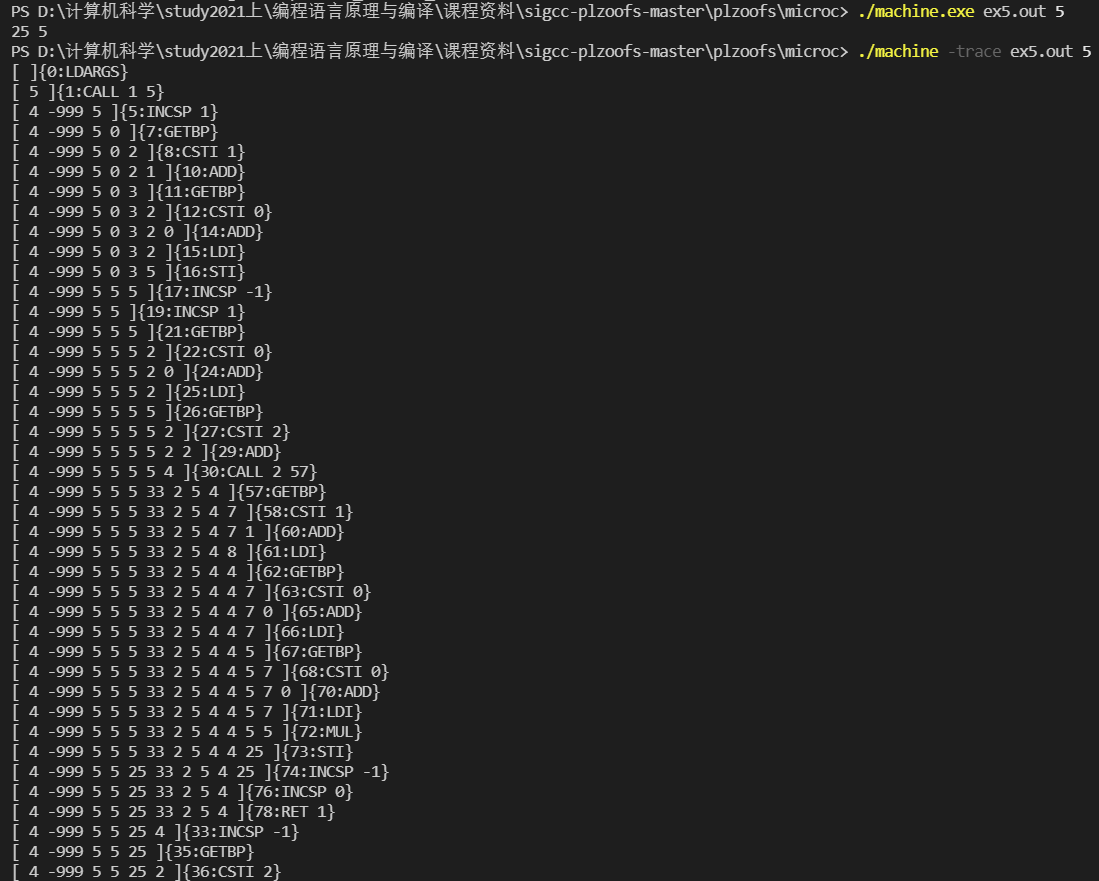 PS D:\计算机科学\study2021上\编程语言原理与编译\课程资料\sigcc-plzoofs-master\plzoofs\microc> ./machine.exe ex5.out 5
25 5
PS D:\计算机科学\study2021上\编程语言原理与编译\课程资料\sigcc-plzoofs-master\plzoofs\microc> ./machine -trace ex5.out 5
[ ]{0:LDARGS}
[ 5 ]{1:CALL 1 5}
[ 4 -999 5 ]{5:INCSP 1}
[ 4 -999 5 0 ]{7:GETBP}
[ 4 -999 5 0 2 ]{8:CSTI 1}
[ 4 -999 5 0 2 1 ]{10:ADD}
[ 4 -999 5 0 3 ]{11:GETBP}
[ 4 -999 5 0 3 2 ]{12:CSTI 0}
[ 4 -999 5 0 3 2 0 ]{14:ADD}
[ 4 -999 5 0 3 2 ]{15:LDI}
[ 4 -999 5 0 3 5 ]{16:STI}
[ 4 -999 5 5 5 ]{17:INCSP -1}
[ 4 -999 5 5 ]{19:INCSP 1}
[ 4 -999 5 5 5 ]{21:GETBP}
[ 4 -999 5 5 5 2 ]{22:CSTI 0}
[ 4 -999 5 5 5 2 0 ]{24:ADD}
[ 4 -999 5 5 5 2 ]{25:LDI}
[ 4 -999 5 5 5 5 ]{26:GETBP}
[ 4 -999 5 5 5 5 2 ]{27:CSTI 2}
[ 4 -999 5 5 5 5 2 2 ]{29:ADD}
[ 4 -999 5 5 5 5 4 ]{30:CALL 2 57}
[ 4 -999 5 5 5 33 2 5 4 ]{57:GETBP}
[ 4 -999 5 5 5 33 2 5 4 7 ]{58:CSTI 1}
[ 4 -999 5 5 5 33 2 5 4 7 1 ]{60:ADD}
[ 4 -999 5 5 5 33 2 5 4 8 ]{61:LDI}
[ 4 -999 5 5 5 33 2 5 4 4 ]{62:GETBP}
[ 4 -999 5 5 5 33 2 5 4 4 7 ]{63:CSTI 0}
[ 4 -999 5 5 5 33 2 5 4 4 7 0 ]{65:ADD}
[ 4 -999 5 5 5 33 2 5 4 4 7 ]{66:LDI}
[ 4 -999 5 5 5 33 2 5 4 4 5 ]{67:GETBP}
[ 4 -999 5 5 5 33 2 5 4 4 5 7 ]{68:CSTI 0}
[ 4 -999 5 5 5 33 2 5 4 4 5 7 0 ]{70:ADD}
[ 4 -999 5 5 5 33 2 5 4 4 5 7 ]{71:LDI}
[ 4 -999 5 5 5 33 2 5 4 4 5 5 ]{72:MUL}
[ 4 -999 5 5 5 33 2 5 4 4 25 ]{73:STI}
[ 4 -999 5 5 25 33 2 5 4 25 ]{74:INCSP -1}
[ 4 -999 5 5 25 33 2 5 4 ]{76:INCSP 0}
[ 4 -999 5 5 25 33 2 5 4 ]{78:RET 1}
[ 4 -999 5 5 25 4 ]{33:INCSP -1}
[ 4 -999 5 5 25 ]{35:GETBP}
[ 4 -999 5 5 25 2 ]{36:CSTI 2}